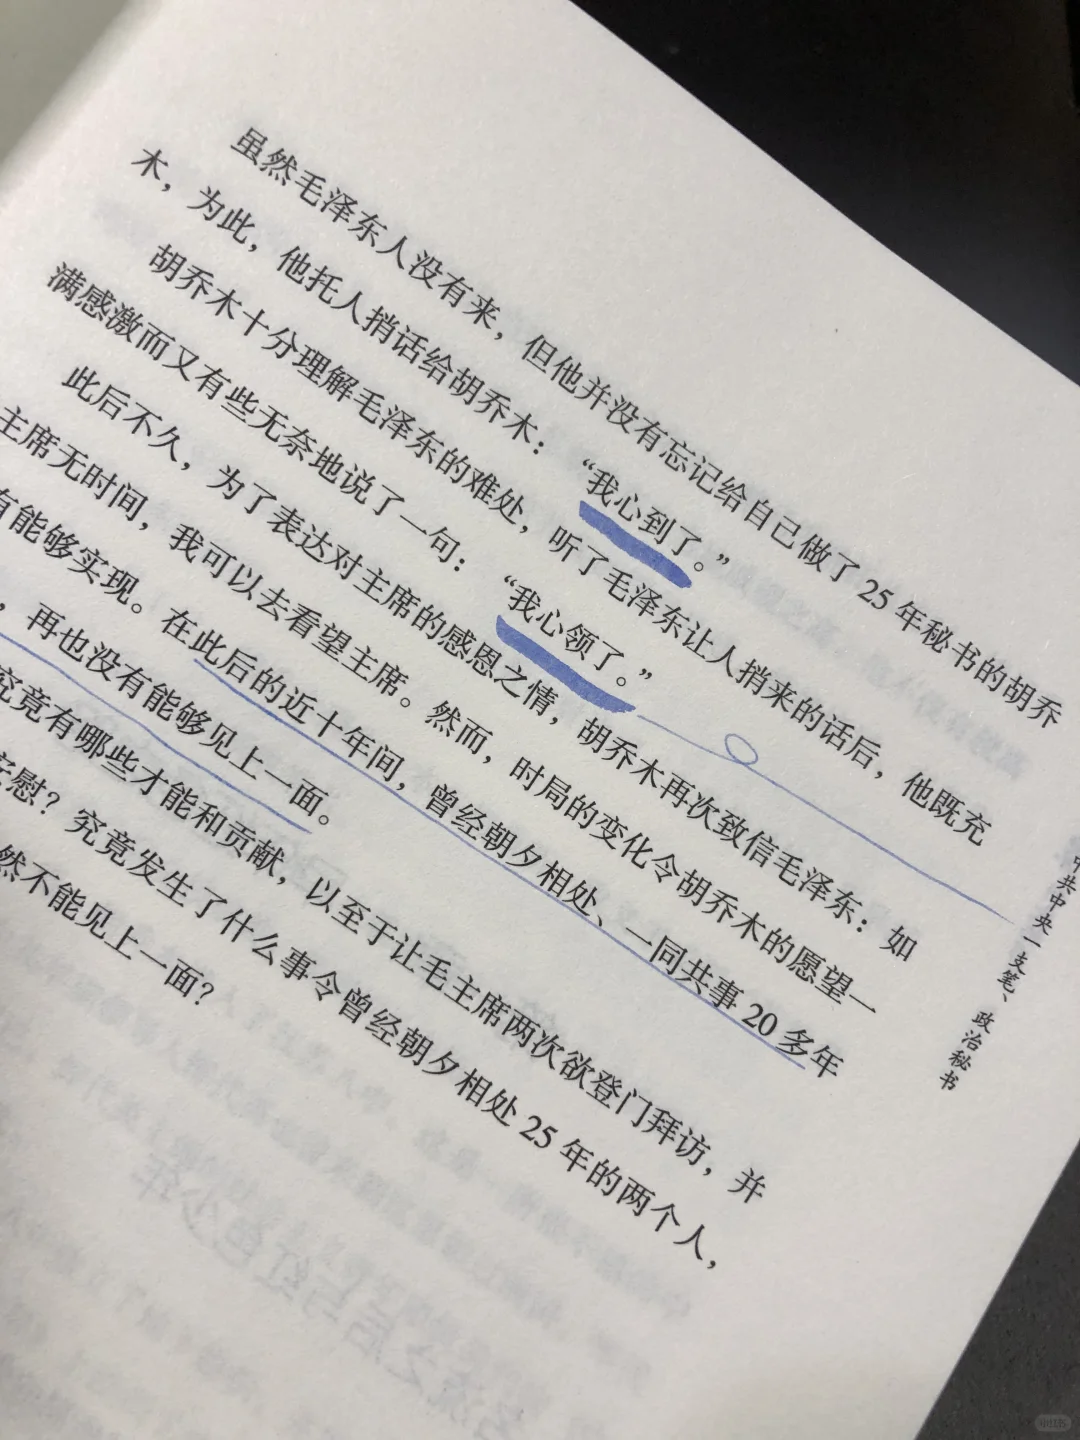 虽然毛泽东人没有来，但他并没有忘记给自己做了 25 年秘书的胡乔
木，为此，他托人捎话给胡乔木：“我心到了。”
胡乔木十分理解毛泽东的难处，听了毛泽东让人捎来的话后，他既充
满感激而又有些无奈地说了一句：“我心领了。”
此后不久，为了表达对主席的感恩之情，胡乔木再次致信毛泽东：如
主席无时间，我可以去看望主席。然而，时局的变化令胡乔木的愿望一
有能够实现。在此后的近十年间，曾经朝夕相处、一同共事 20 多年
，再也没有能够见上一面。
究竟有哪些才能和贡献，以至于让毛主席两次欲登门拜访，并
安慰？究竟发生了什么事令曾经朝夕相处 25 年的两个人，
然不能见上一面？
中共中央一支笔、政治秘书